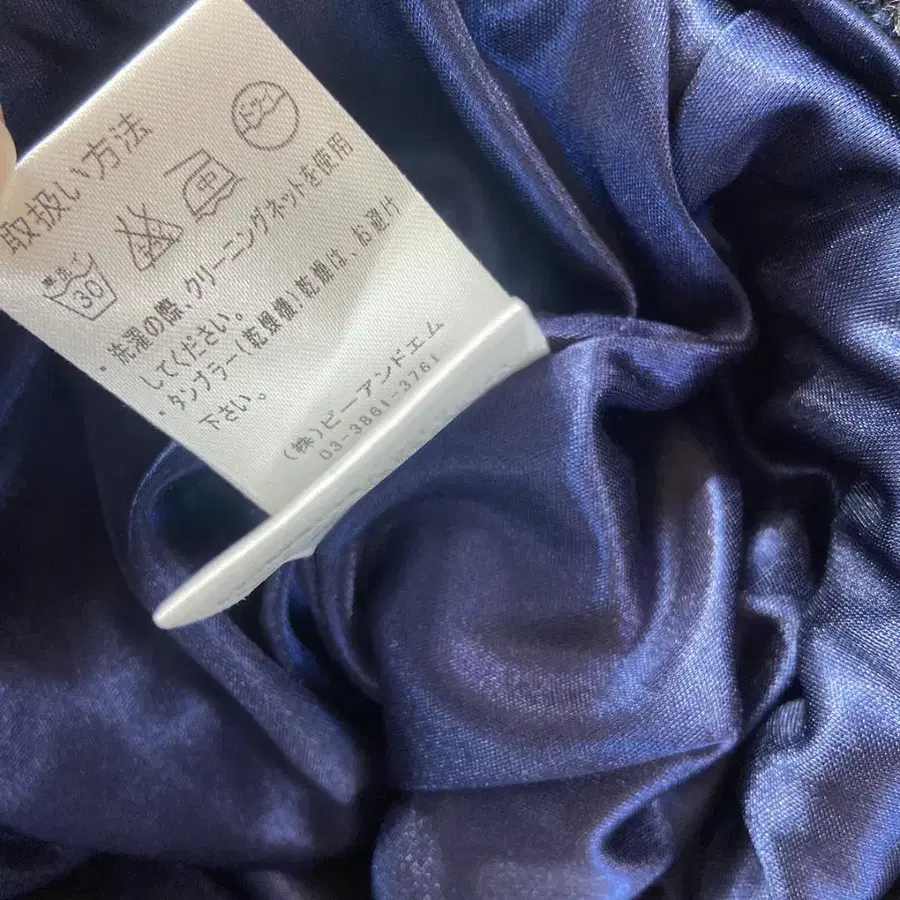 取扱い方法
弱
30
中
ドライ
・洗濯の際、クリーニングネットを使用
してください。
・タンブラー(乾燥機)乾燥は、お避け
下さい。
(株)ピーアンドエム
03-3861-3761